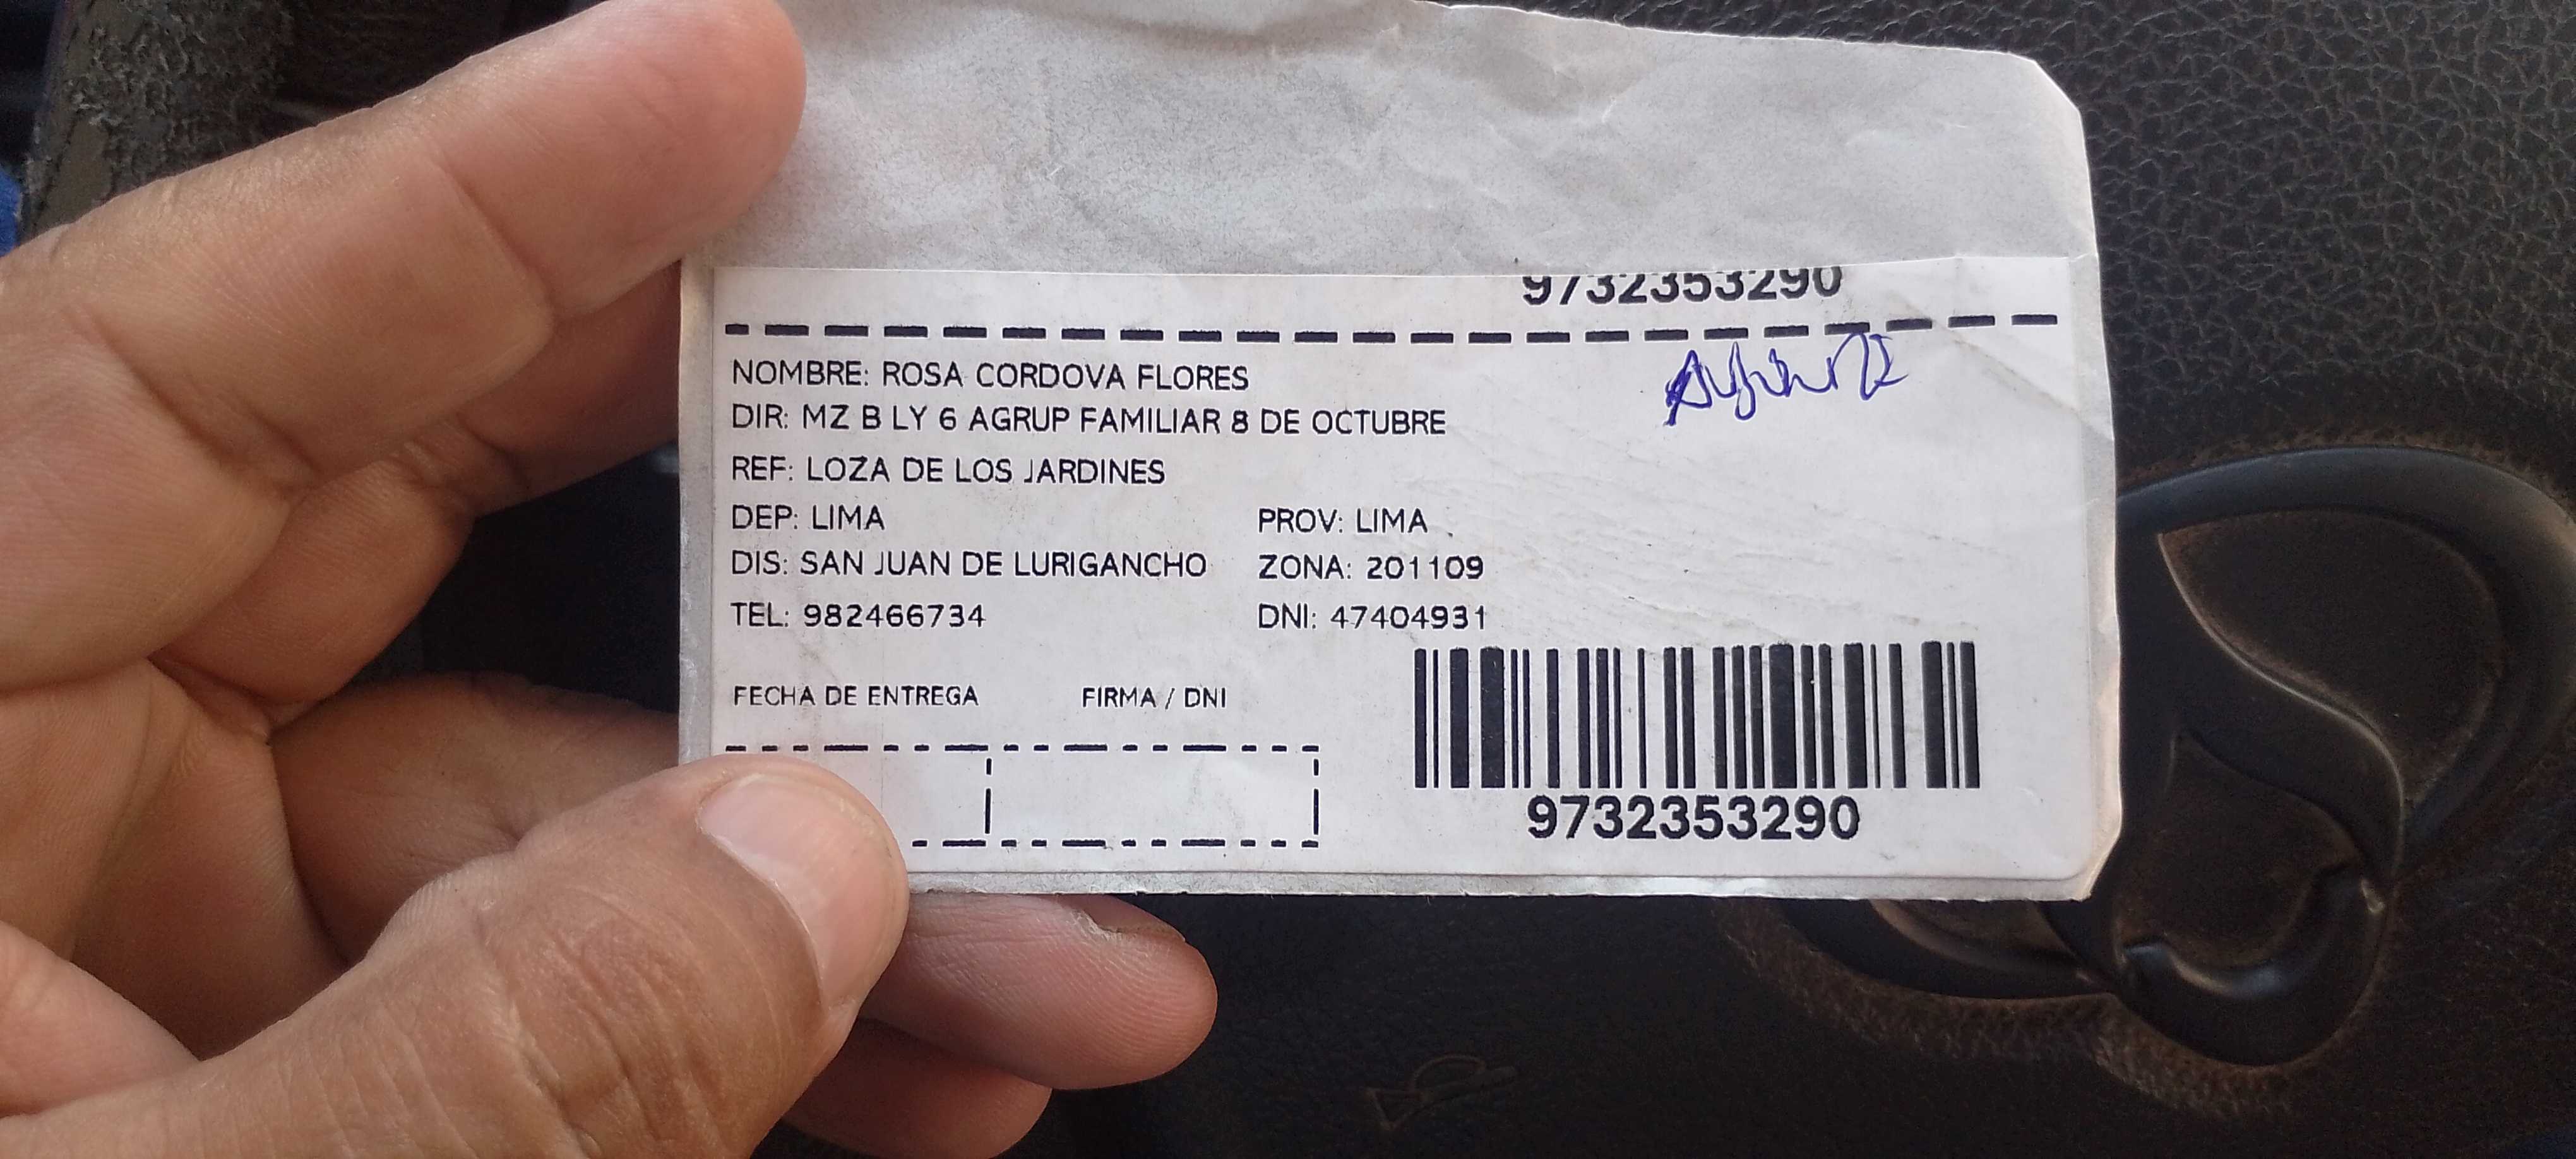 9732353290
NOMBRE: ROSA CORDOVA FLORES
DIR: MZ B LY 6 AGRUP FAMILIAR 8 DE OCTUBRE
REF: LOZA DE LOS JARDINES
DEP: LIMA PROV: LIMA
DIS: SAN JUAN DE LURIGANCHO ZONA: 201109
TEL: 982466734 DNI: 47404931
FECHA DE ENTREGA FIRMA / DNI
9732353290